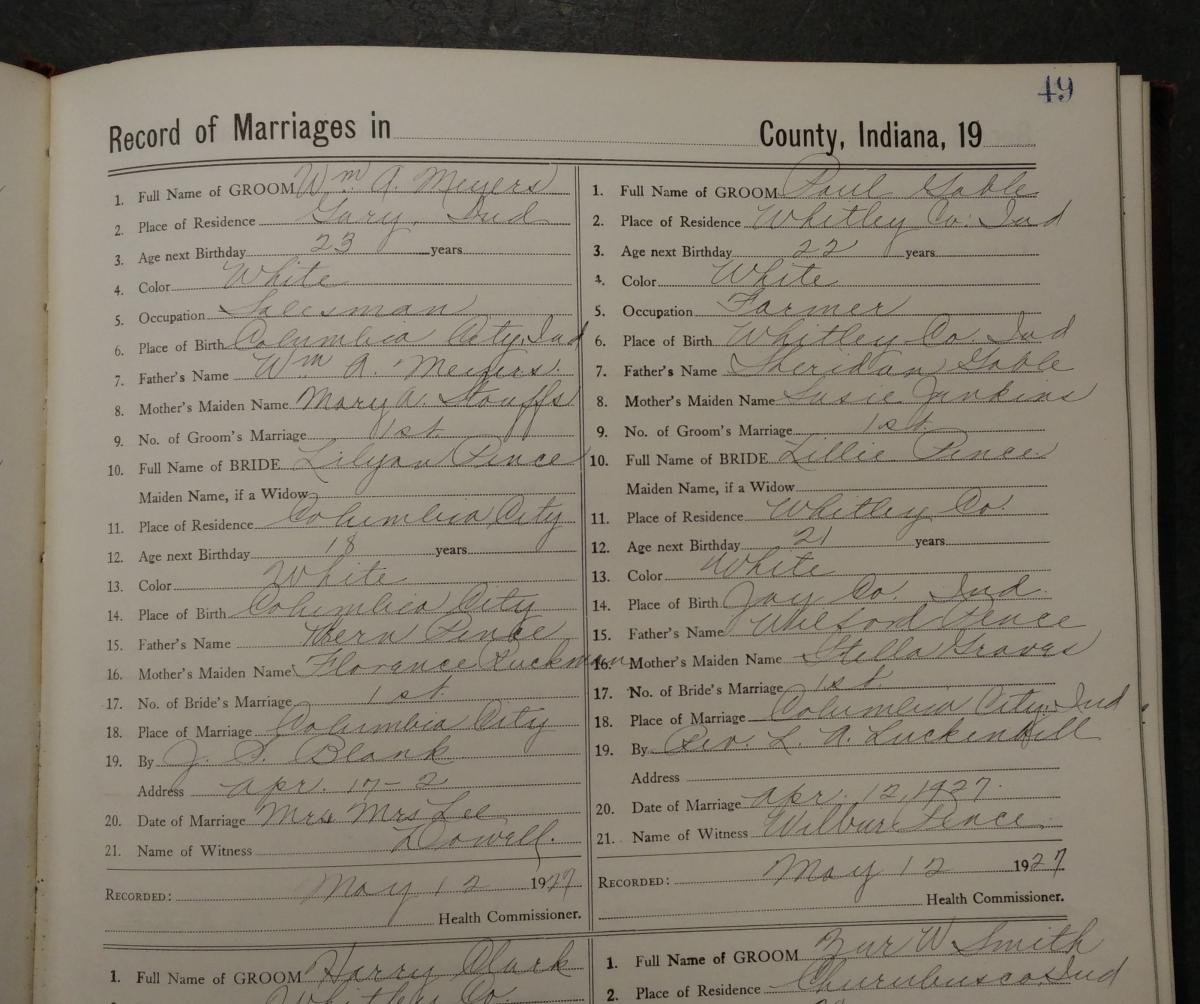 49
Record of Marriages in County, Indiana, 19
1. Full Name of GROOM Wm A. Meyers
2. Place of Residence Gary, Ind
3. Age next Birthday 23 years
4. Color White
5. Occupation Salesman
6. Place of Birth Columbia City, Ind
7. Father's Name Wm A. Meyers
8. Mother's Maiden Name Mary A. Stouffs
9. No. of Groom's Marriage 1st
10. Full Name of BRIDE Lilyan Pence
Maiden Name, if a Widow
11. Place of Residence Columbia City
12. Age next Birthday 18 years
13. Color White
14. Place of Birth Columbia City
15. Father's Name Pence
16. Mother's Maiden Name Florence Ruckman
17. No. of Bride's Marriage 1st
18. Place of Marriage Columbia City
19. By J. S. Blank
Address Apr. 17-2
20. Date of Marriage Mrs Mrs Lee
21. Name of Witness Dowell.
RECORDED: May 12 1927
Health Commissioner.
1. Full Name of GROOM Harry Clark
Whitley Co.
1. Full Name of GROOM Paul Gable
2. Place of Residence Whitley Co. Ind
3. Age next Birthday 22 years
4. Color White
5. Occupation Farmer
6. Place of Birth Whitley Co. Ind
7. Father's Name Sheridan Gable
8. Mother's Maiden Name Susie Jenkins
9. No. of Groom's Marriage 1st
10. Full Name of BRIDE Lillie Pence
Maiden Name, if a Widow
11. Place of Residence Whitley Co.
12. Age next Birthday 21 years
13. Color White
14. Place of Birth Jay Co. Ind.
15. Father's Name Wilson Pence
16. Mother's Maiden Name Stella Graves
17. No. of Bride's Marriage 1st.
18. Place of Marriage Columbia City, Ind
19. By Rev. L. A. Luckenbill
Address
20. Date of Marriage Apr. 12, 1927.
21. Name of Witness Wilbur Pence
RECORDED: May 12 1927
Health Commissioner.
1. Full Name of GROOM W. Smith
2. Place of Residence Churubusco, Ind